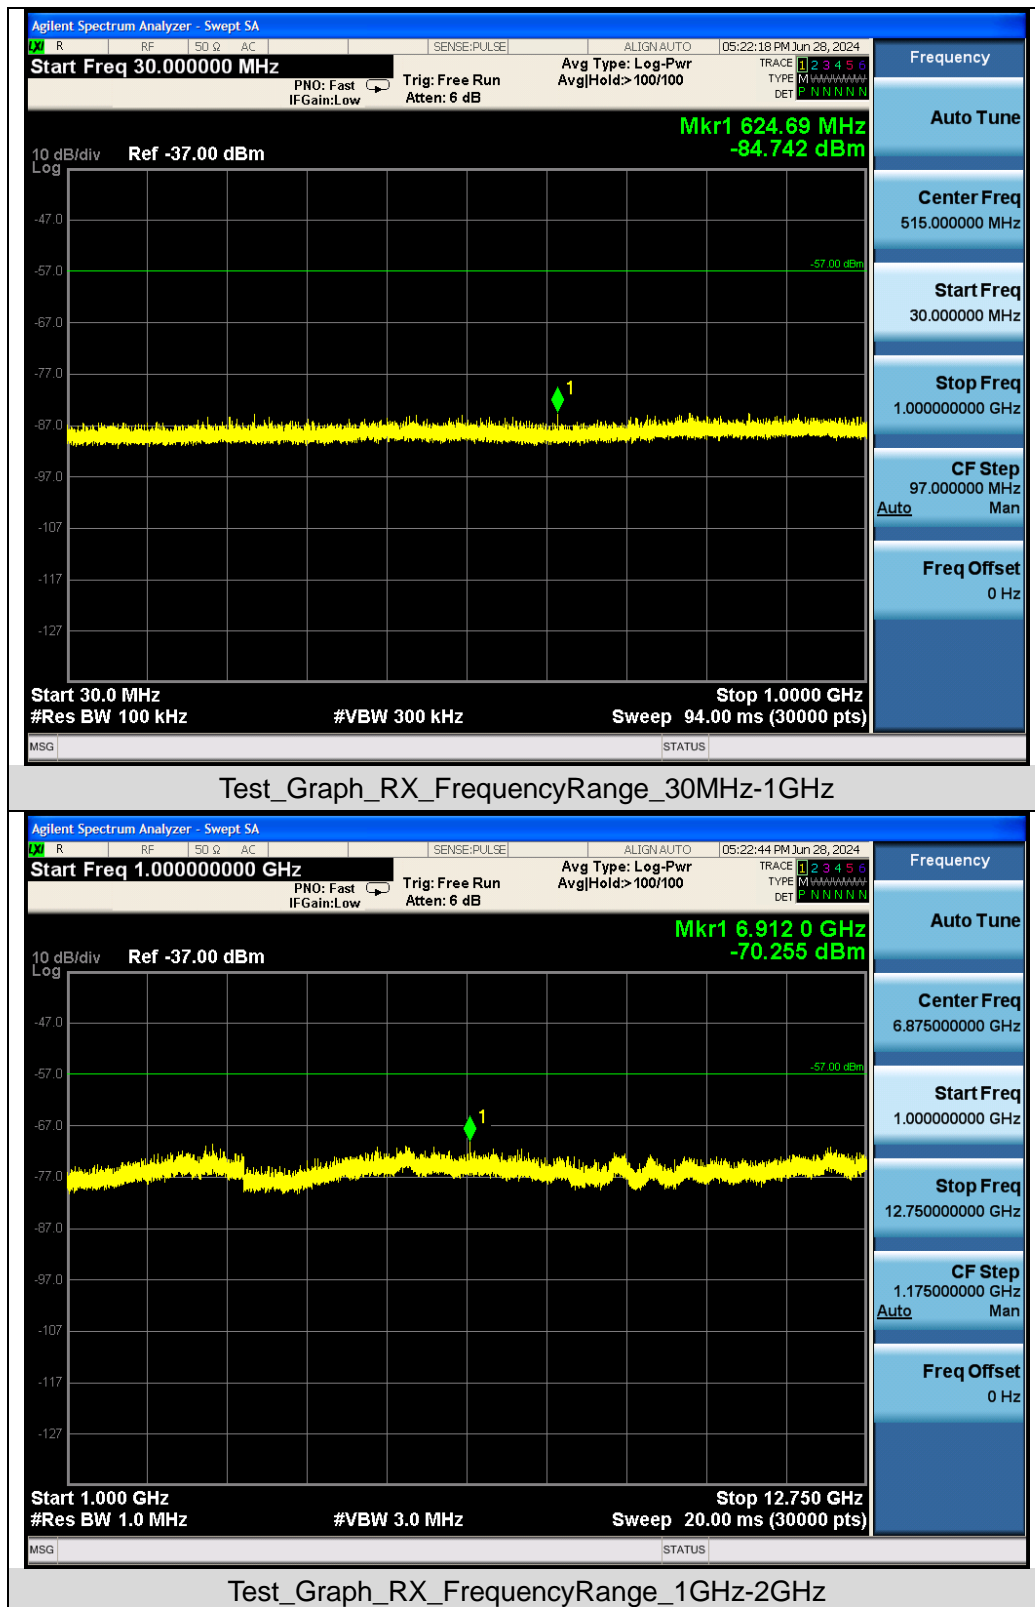 Agilent Spectrum Analyzer - Swept SA
LXI R RF 50 Ω AC SENSE:PULSE ALIGN AUTO 05:22:18 PM Jun 28, 2024
Start Freq 30.000000 MHz
PNO: Fast
IFGain:Low
Trig: Free Run
Atten: 6 dB
Avg Type: Log-Pwr
Avg|Hold:>100/100
TRACE 1 2 3 4 5 6
TYPE M W W W W W
DET P N N N N N
Mkr1 624.69 MHz
-84.742 dBm
10 dB/div Ref -37.00 dBm
Log
-47.0
-57.0
-57.00 dBm
-67.0
-77.0
1
-87.0
-97.0
-107
-117
-127
Start 30.0 MHz Stop 1.0000 GHz
#Res BW 100 kHz #VBW 300 kHz Sweep 94.00 ms (30000 pts)
MSG STATUS
Frequency
Auto Tune
Center Freq
515.000000 MHz
Start Freq
30.000000 MHz
Stop Freq
1.000000000 GHz
CF Step
97.000000 MHz
Auto Man
Freq Offset
0 Hz
Test_Graph_RX_FrequencyRange_30MHz-1GHz
Agilent Spectrum Analyzer - Swept SA
LXI R RF 50 Ω AC SENSE:PULSE ALIGN AUTO 05:22:44 PM Jun 28, 2024
Start Freq 1.000000000 GHz
PNO: Fast
IFGain:Low
Trig: Free Run
Atten: 6 dB
Avg Type: Log-Pwr
Avg|Hold:>100/100
TRACE 1 2 3 4 5 6
TYPE M W W W W W
DET P N N N N N
Mkr1 6.912 0 GHz
-70.255 dBm
10 dB/div Ref -37.00 dBm
Log
-47.0
-57.0
-57.00 dBm
-67.0
1
-77.0
-87.0
-97.0
-107
-117
-127
Start 1.000 GHz Stop 12.750 GHz
#Res BW 1.0 MHz #VBW 3.0 MHz Sweep 20.00 ms (30000 pts)
MSG STATUS
Frequency
Auto Tune
Center Freq
6.875000000 GHz
Start Freq
1.000000000 GHz
Stop Freq
12.750000000 GHz
CF Step
1.175000000 GHz
Auto Man
Freq Offset
0 Hz
Test_Graph_RX_FrequencyRange_1GHz-2GHz